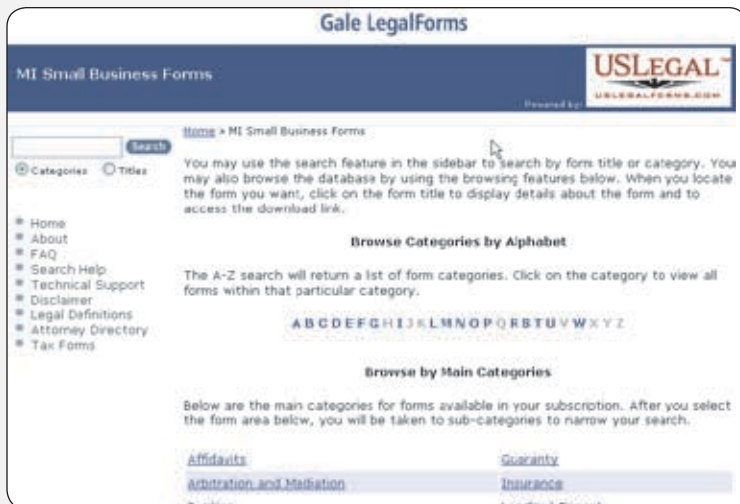 Gale LegalForms
MI Small Business Forms
USLEGAL™
USLEGALFORMS.COM
Powered by:
Home > MI Small Business Forms
Search
Categories Titles
You may use the search feature in the sidebar to search by form title or category. You
may also browse the database by using the browsing features below. When you locate
the form you want, click on the form title to display details about the form and to
access the download link.
Home
About
FAQ
Search Help
Technical Support
Disclaimer
Legal Definitions
Attorney Directory
Tax Forms
Browse Categories by Alphabet
The A-Z search will return a list of form categories. Click on the category to view all
forms within that particular category.
A B C D E F G H I J K L M N O P Q R S T U V W X Y Z
Browse by Main Categories
Below are the main categories for forms available in your subscription. After you select
the form area below, you will be taken to sub-categories to narrow your search.
Affidavits Guaranty
Arbitration and Mediation Insurance